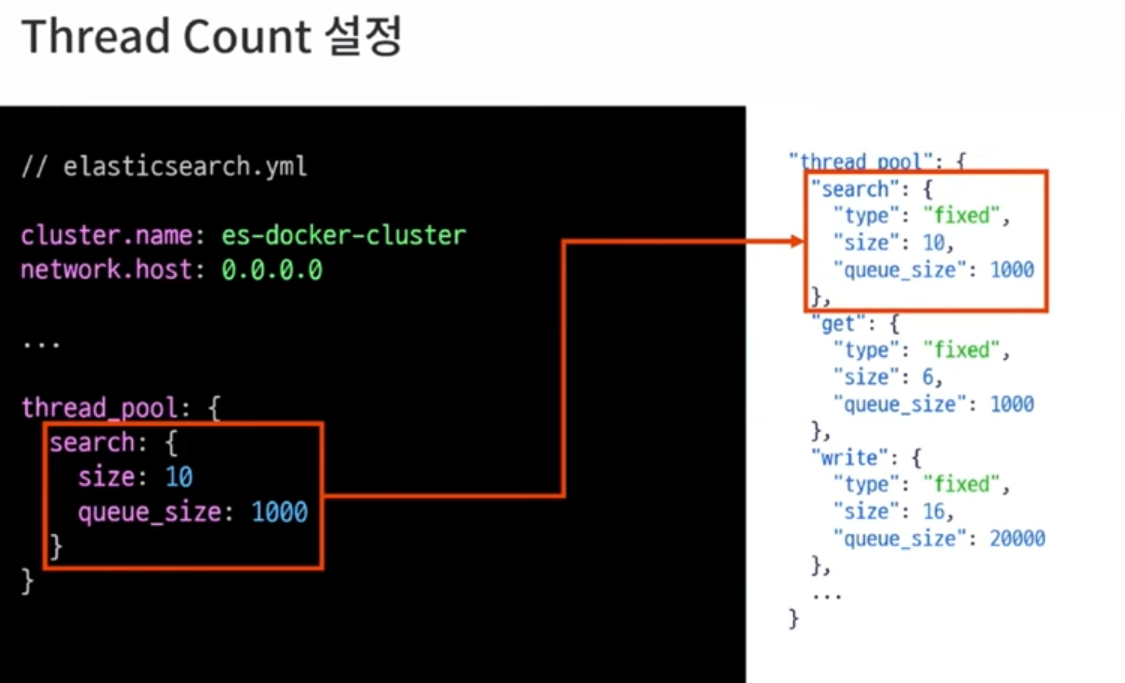 Thread Count 설정
// elasticsearch.yml
cluster.name: es-docker-cluster
network.host: 0.0.0.0
...
thread_pool: {
search: {
size: 10
queue_size: 1000
}
}
"thread_pool": {
"search": {
"type": "fixed",
"size": 10,
"queue_size": 1000
},
"get": {
"type": "fixed",
"size": 6,
"queue_size": 1000
},
"write": {
"type": "fixed",
"size": 16,
"queue_size": 20000
},
...
}